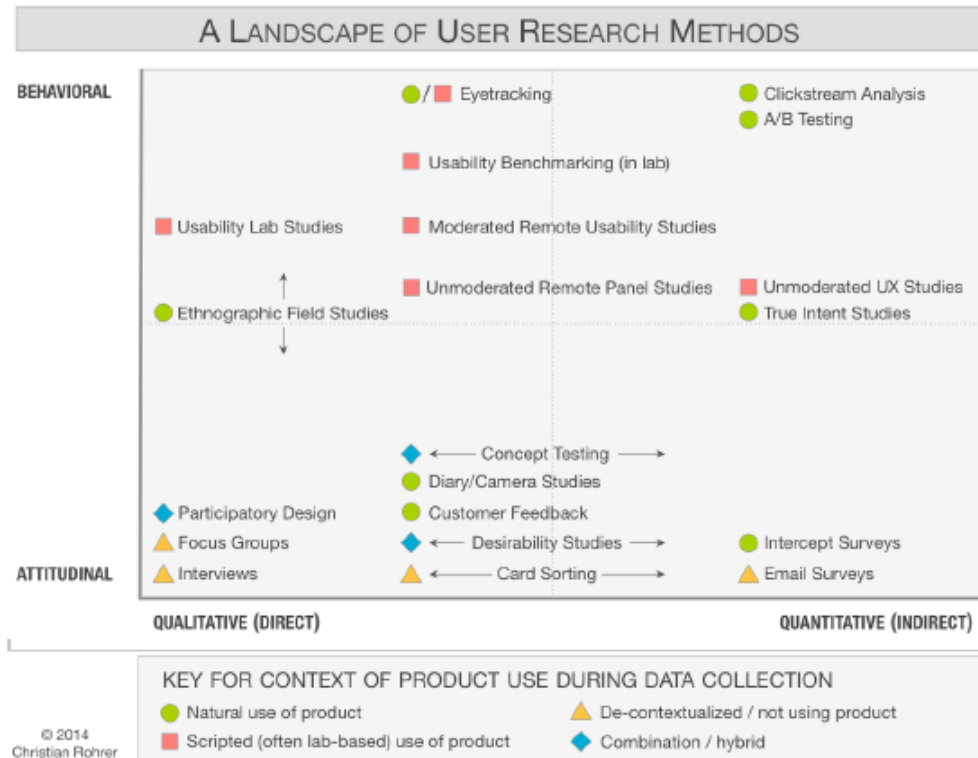 A LANDSCAPE OF USER RESEARCH METHODS
BEHAVIORAL
/ Eyetracking
Clickstream Analysis
A/B Testing
Usability Benchmarking (in lab)
Usability Lab Studies
Moderated Remote Usability Studies
Unmoderated Remote Panel Studies
Unmoderated UX Studies
Ethnographic Field Studies
True Intent Studies
Concept Testing
Diary/Camera Studies
Participatory Design
Customer Feedback
Focus Groups
Desirability Studies
Intercept Surveys
ATTITUDINAL
Interviews
Card Sorting
Email Surveys
QUALITATIVE (DIRECT)
QUANTITATIVE (INDIRECT)
KEY FOR CONTEXT OF PRODUCT USE DURING DATA COLLECTION
Natural use of product
De-contextualized / not using product
Scripted (often lab-based) use of product
Combination / hybrid
© 2014
Christian Rohrer